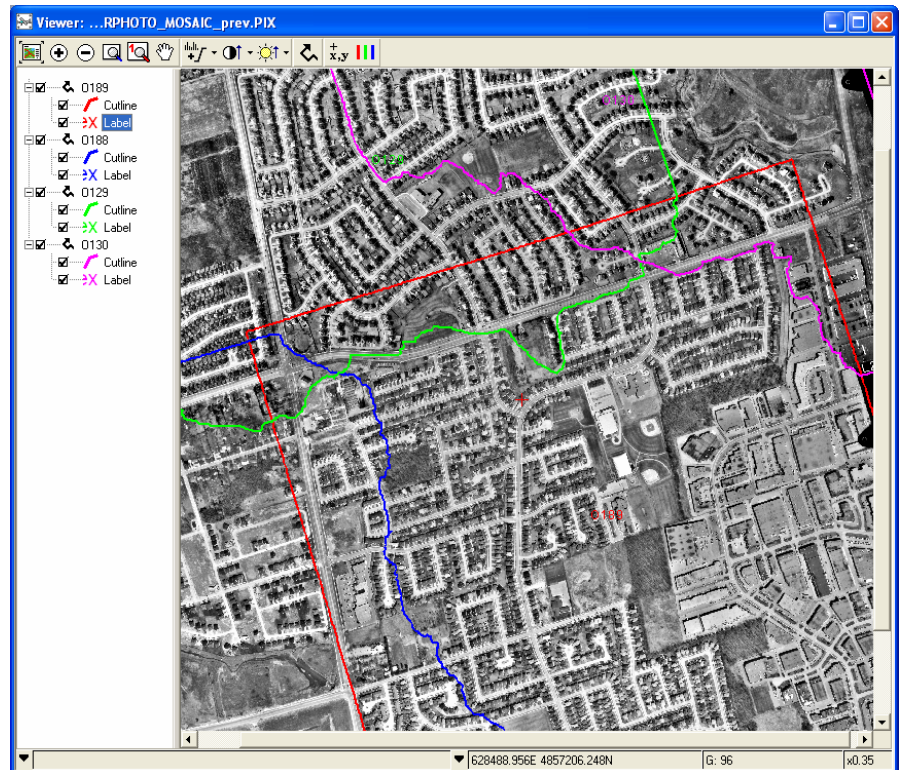 Viewer: ...RPHOTO_MOSAIC_prev.PIX
+
x,y
0189
Cutline
Label
0188
Cutline
Label
0129
Cutline
Label
0130
Cutline
Label
628488.956E 4857206.248N
G: 96
x0.35